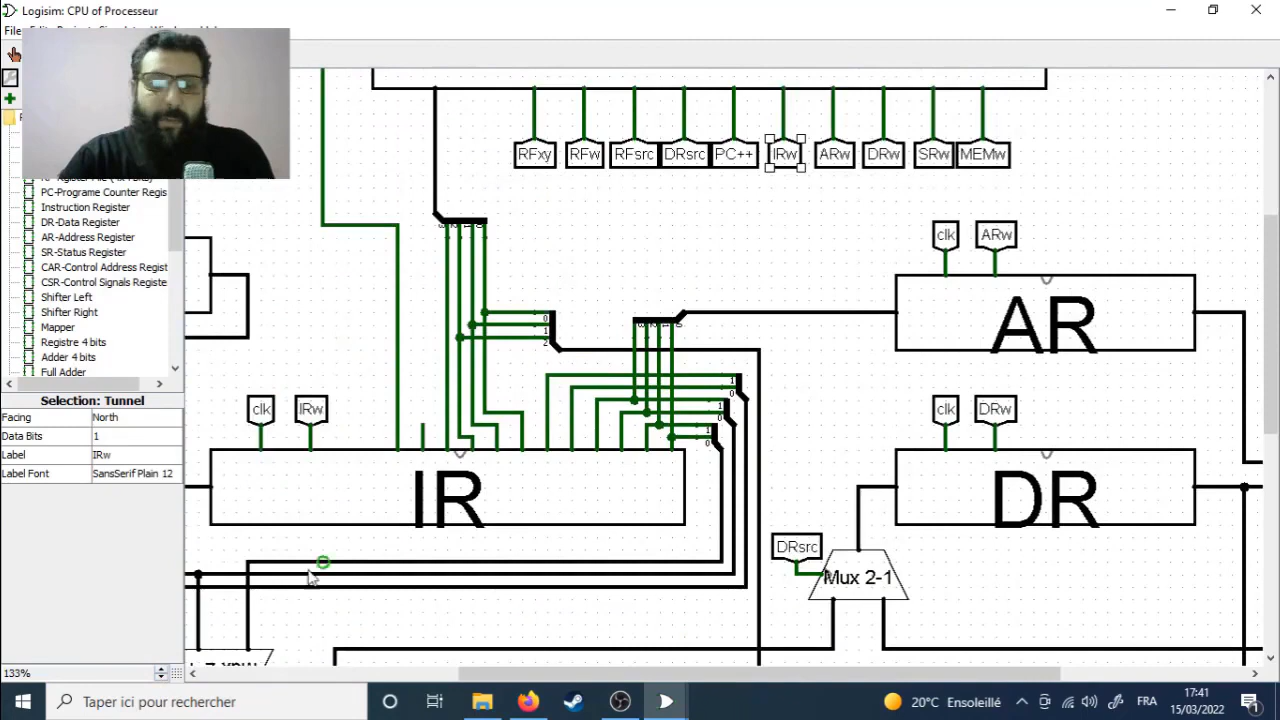 Logisim: CPU of Processeur
RFxy RFw RFsrc DRsrc PC++ IRw ARw DRw SRw MEMw
PC-Programe Counter Regis
Instruction Register
DR-Data Register
AR-Address Register
SR-Status Register
CAR-Control Address Regist
CSR-Control Signals Registe
Shifter Left
Shifter Right
Mapper
Registre 4 bits
Adder 4 bits
Full Adder
clk ARw
AR
Selection: Tunnel
Facing North
Data Bits 1
Label IRw
Label Font SansSerif Plain 12
clk IRw
clk DRw
IR
DR
DRsrc
Mux 2-1
133%
Taper ici pour rechercher
20°C Ensoleillé
FRA
17:41
15/03/2022